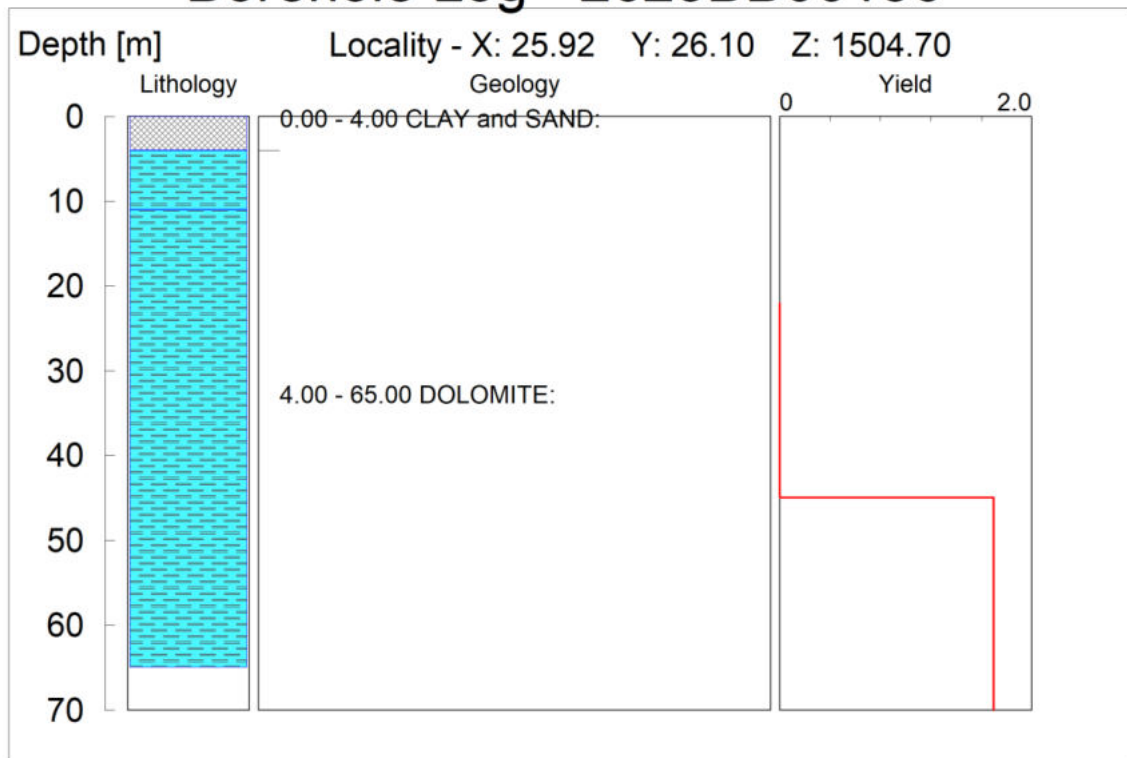 Depth [m] Locality - X: 25.92 Y: 26.10 Z: 1504.70
Lithology Geology Yield
0 2.0
0 0.00 - 4.00 CLAY and SAND:
10
20
30
4.00 - 65.00 DOLOMITE:
40
50
60
70